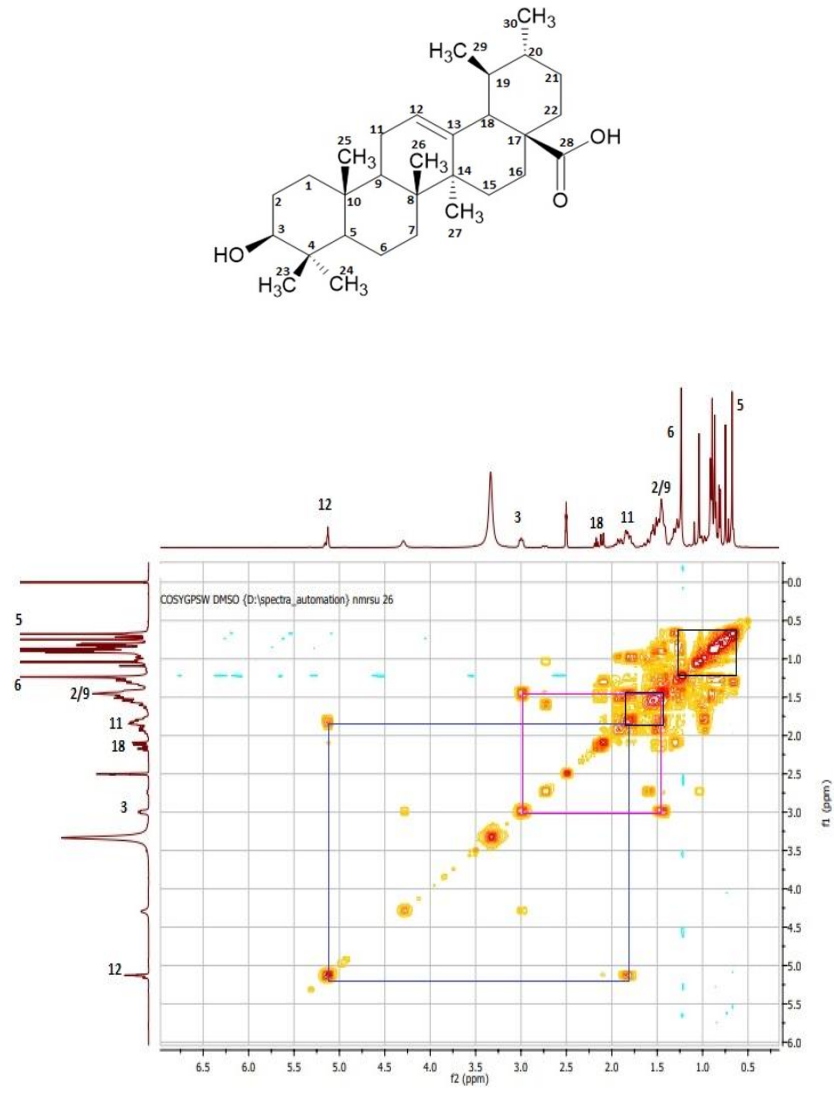 30 CH3
H3C 29 20
19 21
12 22
11 13 18
17 28 OH
25 26 16
CH3 CH3 14 15 O
1 9 8 CH3
2 10 27
3 5 7
HO 4 6
23 24
H3C CH3
5
6
2/9
12 3 18 11
COSYGPSW DMSO {D:\spectra_automation} nmrsu 26
0.0
5 0.5
1.0
6
2/9 1.5
11 2.0
18
2.5
3 3.0
3.5
4.0
4.5
12 5.0
5.5
6.0
f1 (ppm)
6.5 6.0 5.5 5.0 4.5 4.0 3.5 3.0 2.5 2.0 1.5 1.0 0.5
f2 (ppm)